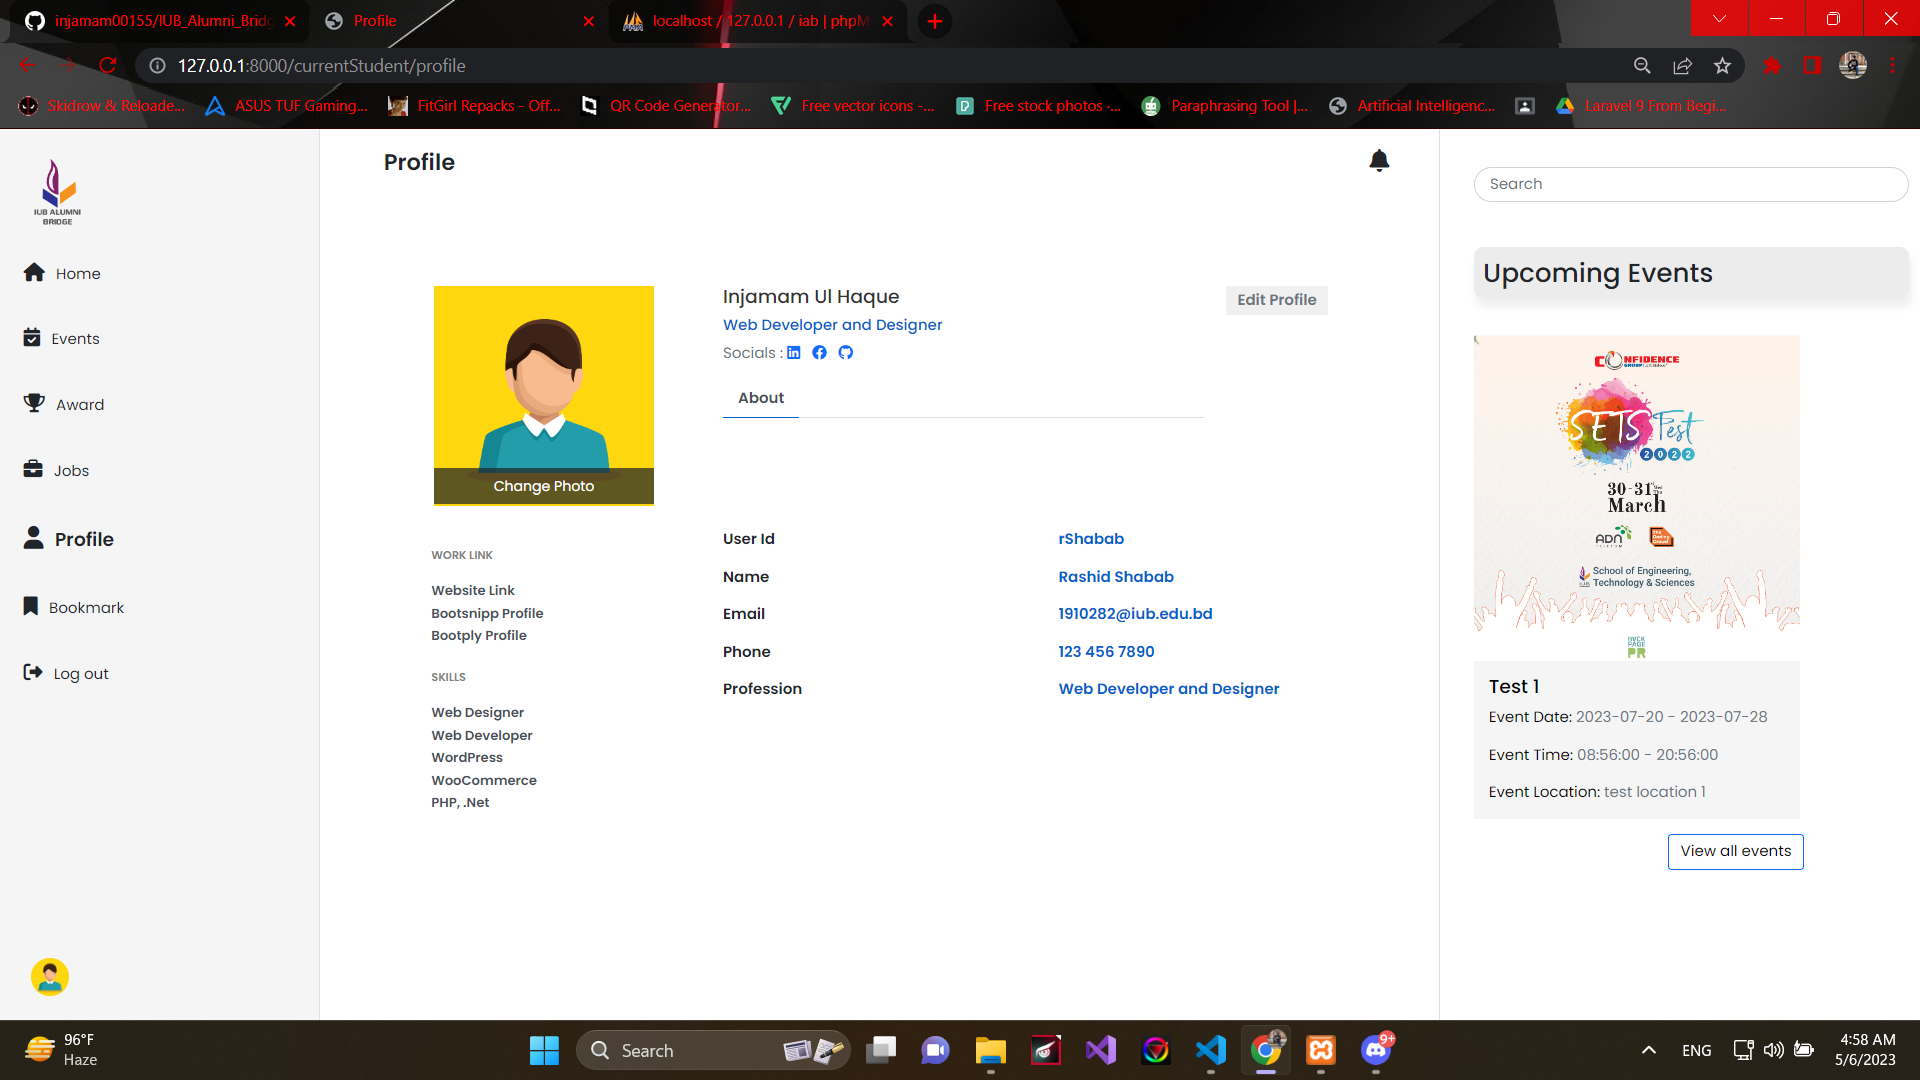 injamam00155/IUB_Alumni_Bridg
Profile
localhost / 127.0.0.1 / iab | phpM
127.0.0.1:8000/currentStudent/profile
Skidrow & Reloade...
ASUS TUF Gaming...
FitGirl Repacks - Off...
QR Code Generator...
Free vector icons -...
Free stock photos ·...
Paraphrasing Tool |...
Artificial Intelligenc...
Laravel 9 From Begi...
IUB ALUMNI
BRIDGE
Home
Events
Award
Jobs
Profile
Bookmark
Log out
Profile
Change Photo
WORK LINK
Website Link
Bootsnipp Profile
Bootply Profile
SKILLS
Web Designer
Web Developer
WordPress
WooCommerce
PHP, .Net
Injamam Ul Haque
Web Developer and Designer
Socials :
Edit Profile
About
User Id rShabab
Name Rashid Shabab
Email 1910282@iub.edu.bd
Phone 123 456 7890
Profession Web Developer and Designer
Search
Upcoming Events
CONFIDENCE
GROUP
SETS Fest
2022
30-31
March
ADN
School of Engineering,
Technology & Sciences
PAGE
PR
Test 1
Event Date: 2023-07-20 - 2023-07-28
Event Time: 08:56:00 - 20:56:00
Event Location: test location 1
View all events
96°F
Haze
Search
9+
ENG
4:58 AM
5/6/2023